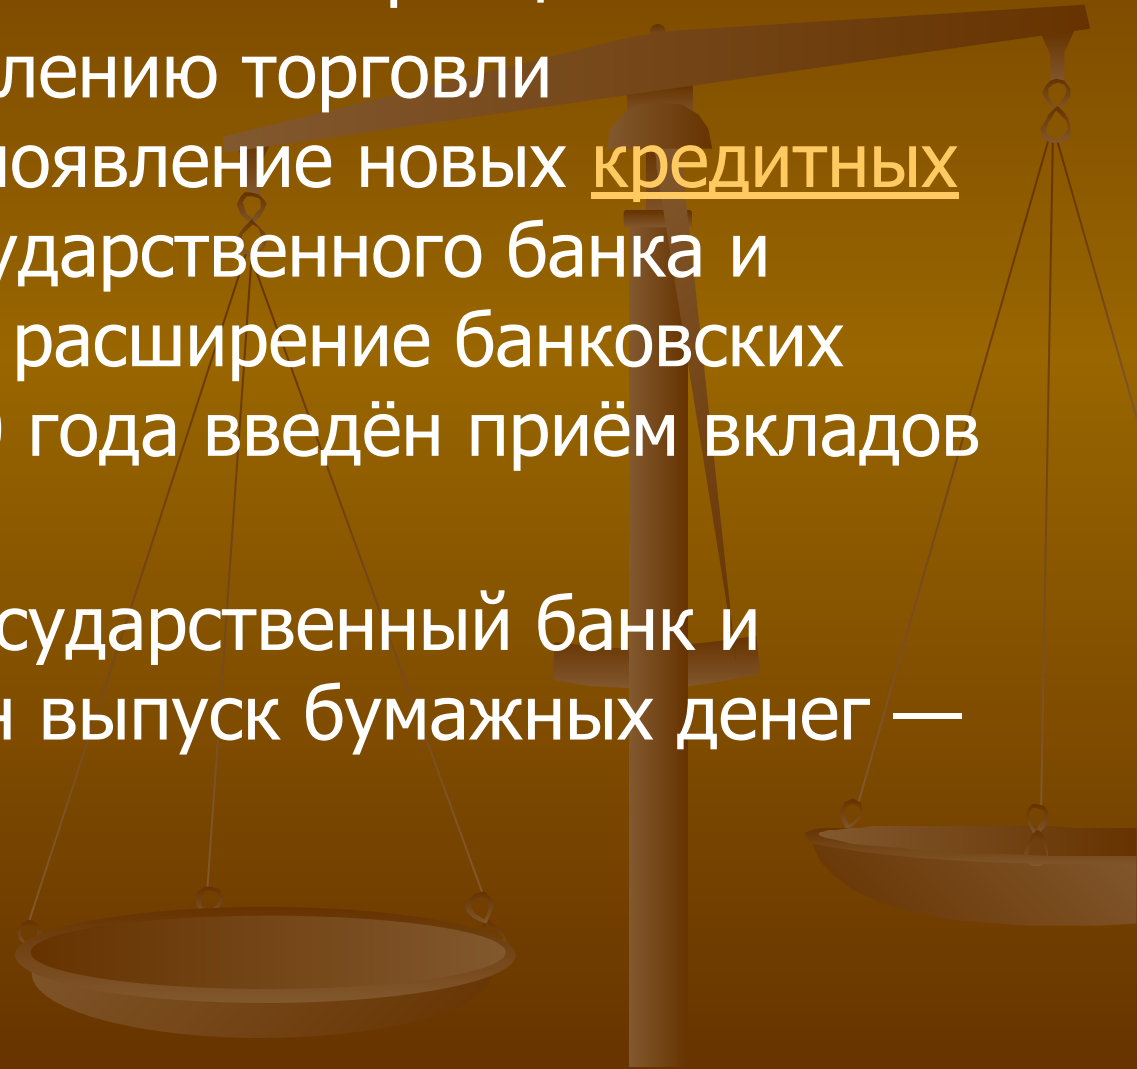 лению торговли
появление новых кредитных
ударственного банка и
расширение банковских
года введён приём вкладов
сударственный банк и
н выпуск бумажных денег —